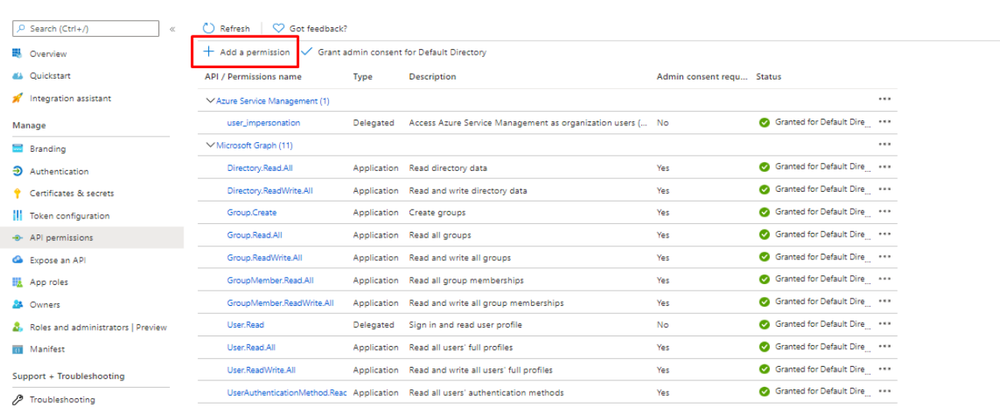 Search (Ctrl+/)
«
Refresh
Got feedback?
Overview
Quickstart
Integration assistant
Manage
Branding
Authentication
Certificates & secrets
Token configuration
API permissions
Expose an API
App roles
Owners
Roles and administrators | Preview
Manifest
Support + Troubleshooting
Troubleshooting
+ Add a permission
Grant admin consent for Default Directory
API / Permissions name Type Description Admin consent requ... Status
Azure Service Management (1) ...
user_impersonation Delegated Access Azure Service Management as organization users (... No Granted for Default Dire... ...
Microsoft Graph (11) ...
Directory.Read.All Application Read directory data Yes Granted for Default Dire... ...
Directory.ReadWrite.All Application Read and write directory data Yes Granted for Default Dire... ...
Group.Create Application Create groups Yes Granted for Default Dire... ...
Group.Read.All Application Read all groups Yes Granted for Default Dire... ...
Group.ReadWrite.All Application Read and write all groups Yes Granted for Default Dire... ...
GroupMember.Read.All Application Read all group memberships Yes Granted for Default Dire... ...
GroupMember.ReadWrite.All Application Read and write all group memberships Yes Granted for Default Dire... ...
User.Read Delegated Sign in and read user profile No Granted for Default Dire... ...
User.Read.All Application Read all users' full profiles Yes Granted for Default Dire... ...
User.ReadWrite.All Application Read and write all users' full profiles Yes Granted for Default Dire... ...
UserAuthenticationMethod.Read Application Read all users' authentication methods Yes Granted for Default Dire... ...